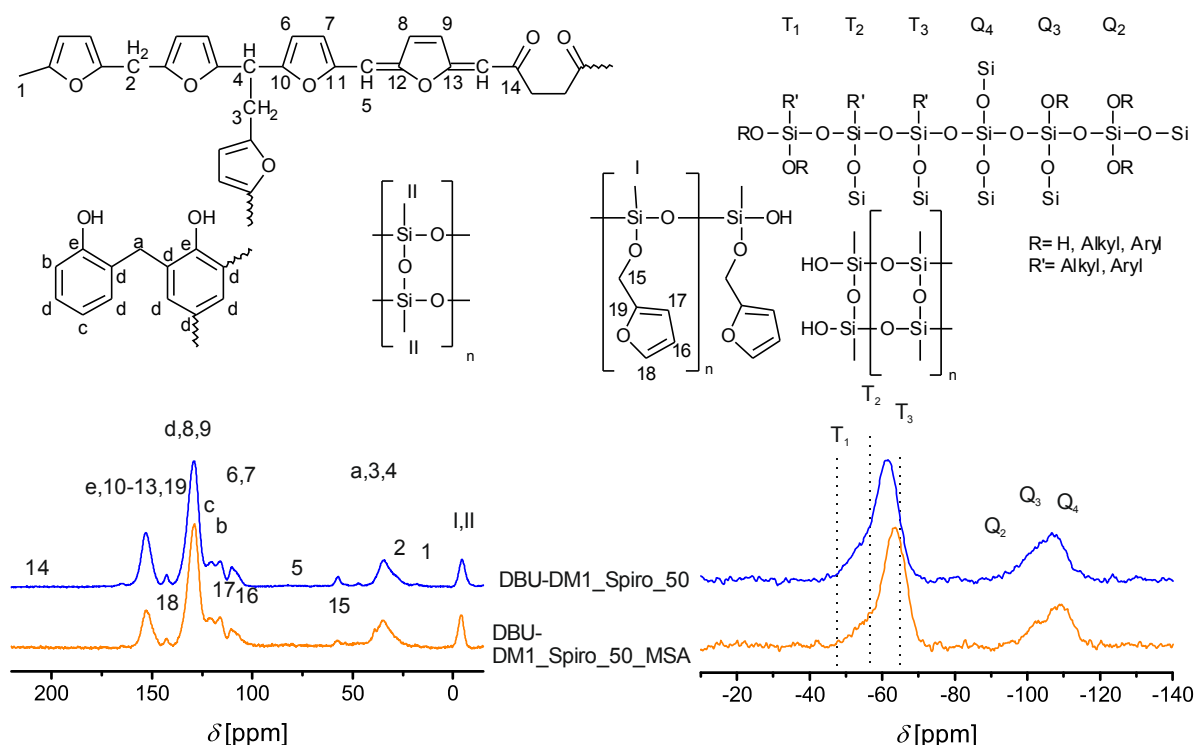 6 7 8 9 O O
H₂ H
C C C C
1 O 2 O 4 10 O 11 H 12 O 13 H 14
5
3 CH₂
O
T₁ T₂ T₃ Q₄ Q₃ Q₂
Si
O
R' R' R' OR OR
RO Si O Si O Si O Si O Si O Si O Si
OR O O O O OR
Si Si Si Si
R= H, Alkyl, Aryl
R'= Alkyl, Aryl
OH OH
e a e
b d d d
d d d d
c d
II
Si O
O
Si O
II
n
I
Si O Si OH
O O
15
19 17
O 16 O
18 n
HO Si O Si
O O
HO Si O Si
n
d,8,9
e,10-13,19
6,7
a,3,4
c
b
I,II
14 18 17 16 5 15 2 1
DBU-DM1_Spiro_50
DBU-
DM1_Spiro_50_MSA
200 150 100 50 0
δ [ppm]
T₁ T₂ T₃
Q₂ Q₃ Q₄
-20 -40 -60 -80 -100 -120 -140
δ [ppm]